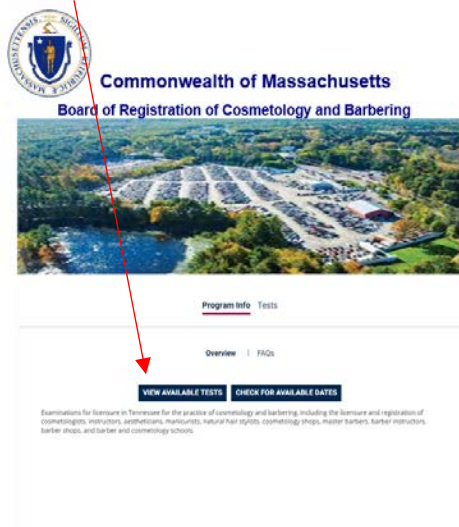 Commonwealth of Massachusetts
Board of Registration of Cosmetology and Barbering
Program Info Tests
Overview | FAQs
VIEW AVAILABLE TESTS CHECK FOR AVAILABLE DATES
Examinations for licensure in Tennessee for the practice of cosmetology and barbering, including the licensure and registration of
cosmetologists, instructors, aestheticians, manicurists, natural hair stylists, cosmetology shops, master barbers, barber instructors,
barber shops, and barber and cosmetology schools.